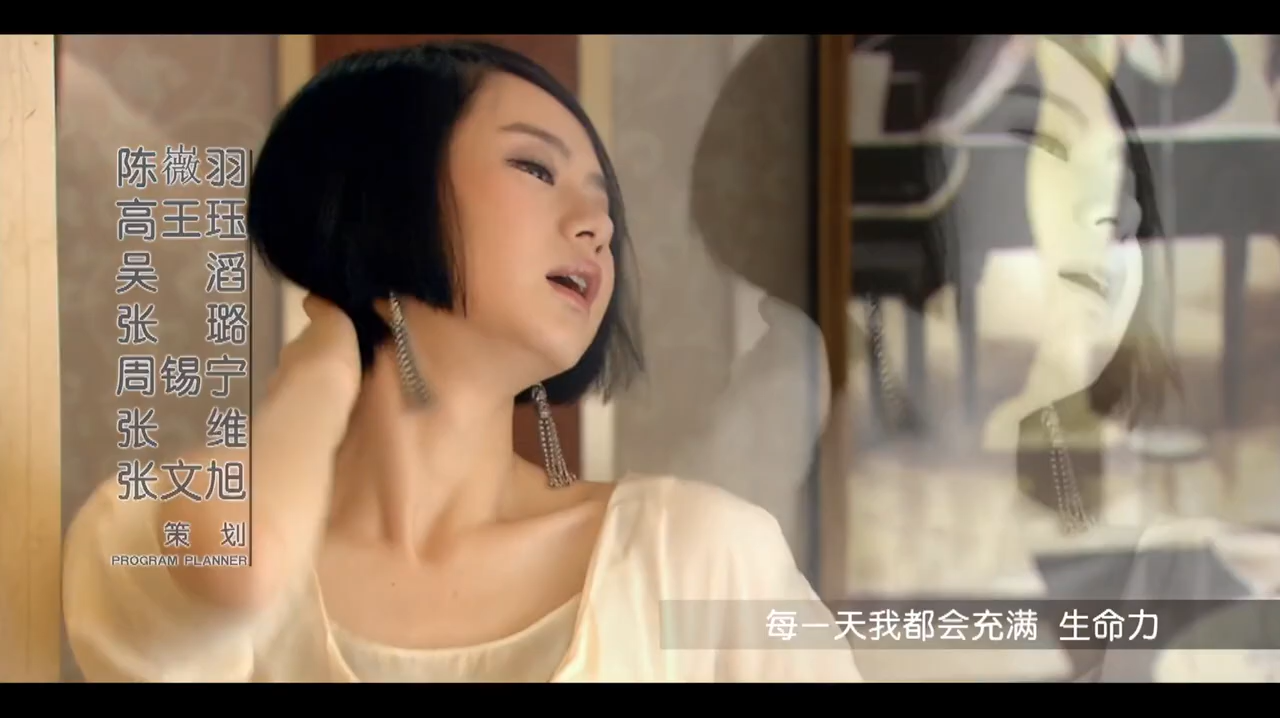 陈薇羽
高王珏
吴滔
张璐
周锡宁
张维
张文旭
策划
PROGRAM PLANNER
每一天我都会充满 生命力